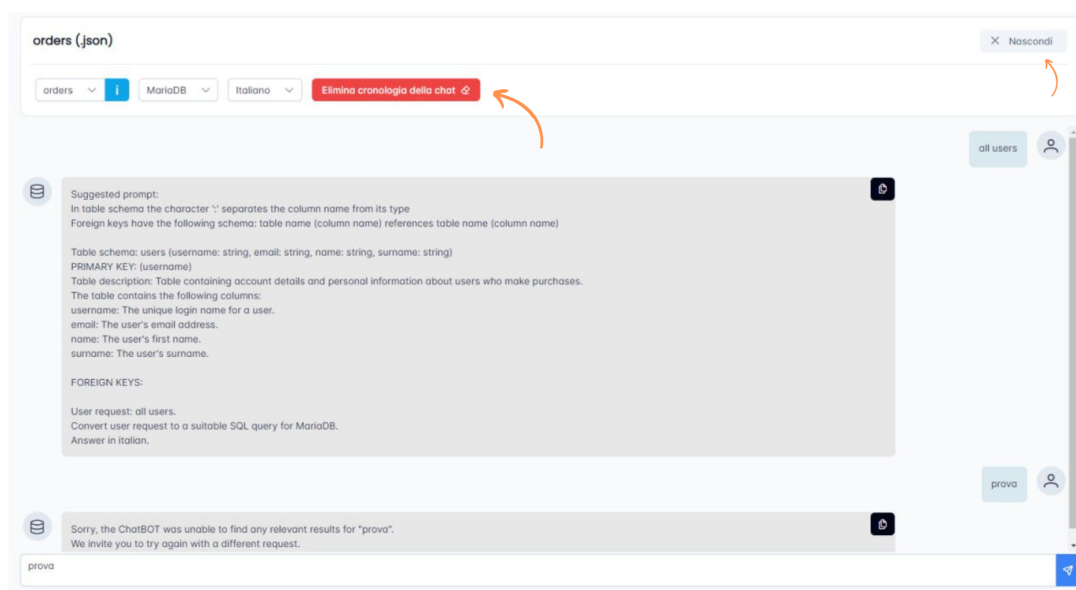 orders (.json)
Nascondi
orders
i
MariaDB
Italiano
Elimina cronologia della chat
all users
Suggested prompt:
In table schema the character ':' separates the column name from its type
Foreign keys have the following schema: table name (column name) references table name (column name)
Table schema: users (username: string, email: string, name: string, surname: string)
PRIMARY KEY: (username)
Table description: Table containing account details and personal information about users who make purchases.
The table contains the following columns:
username: The unique login name for a user.
email: The user's email address.
name: The user's first name.
surname: The user's surname.
FOREIGN KEYS:
User request: all users.
Convert user request to a suitable SQL query for MariaDB.
Answer in italian.
prova
Sorry, the ChatBOT was unable to find any relevant results for "prova".
We invite you to try again with a different request.
prova